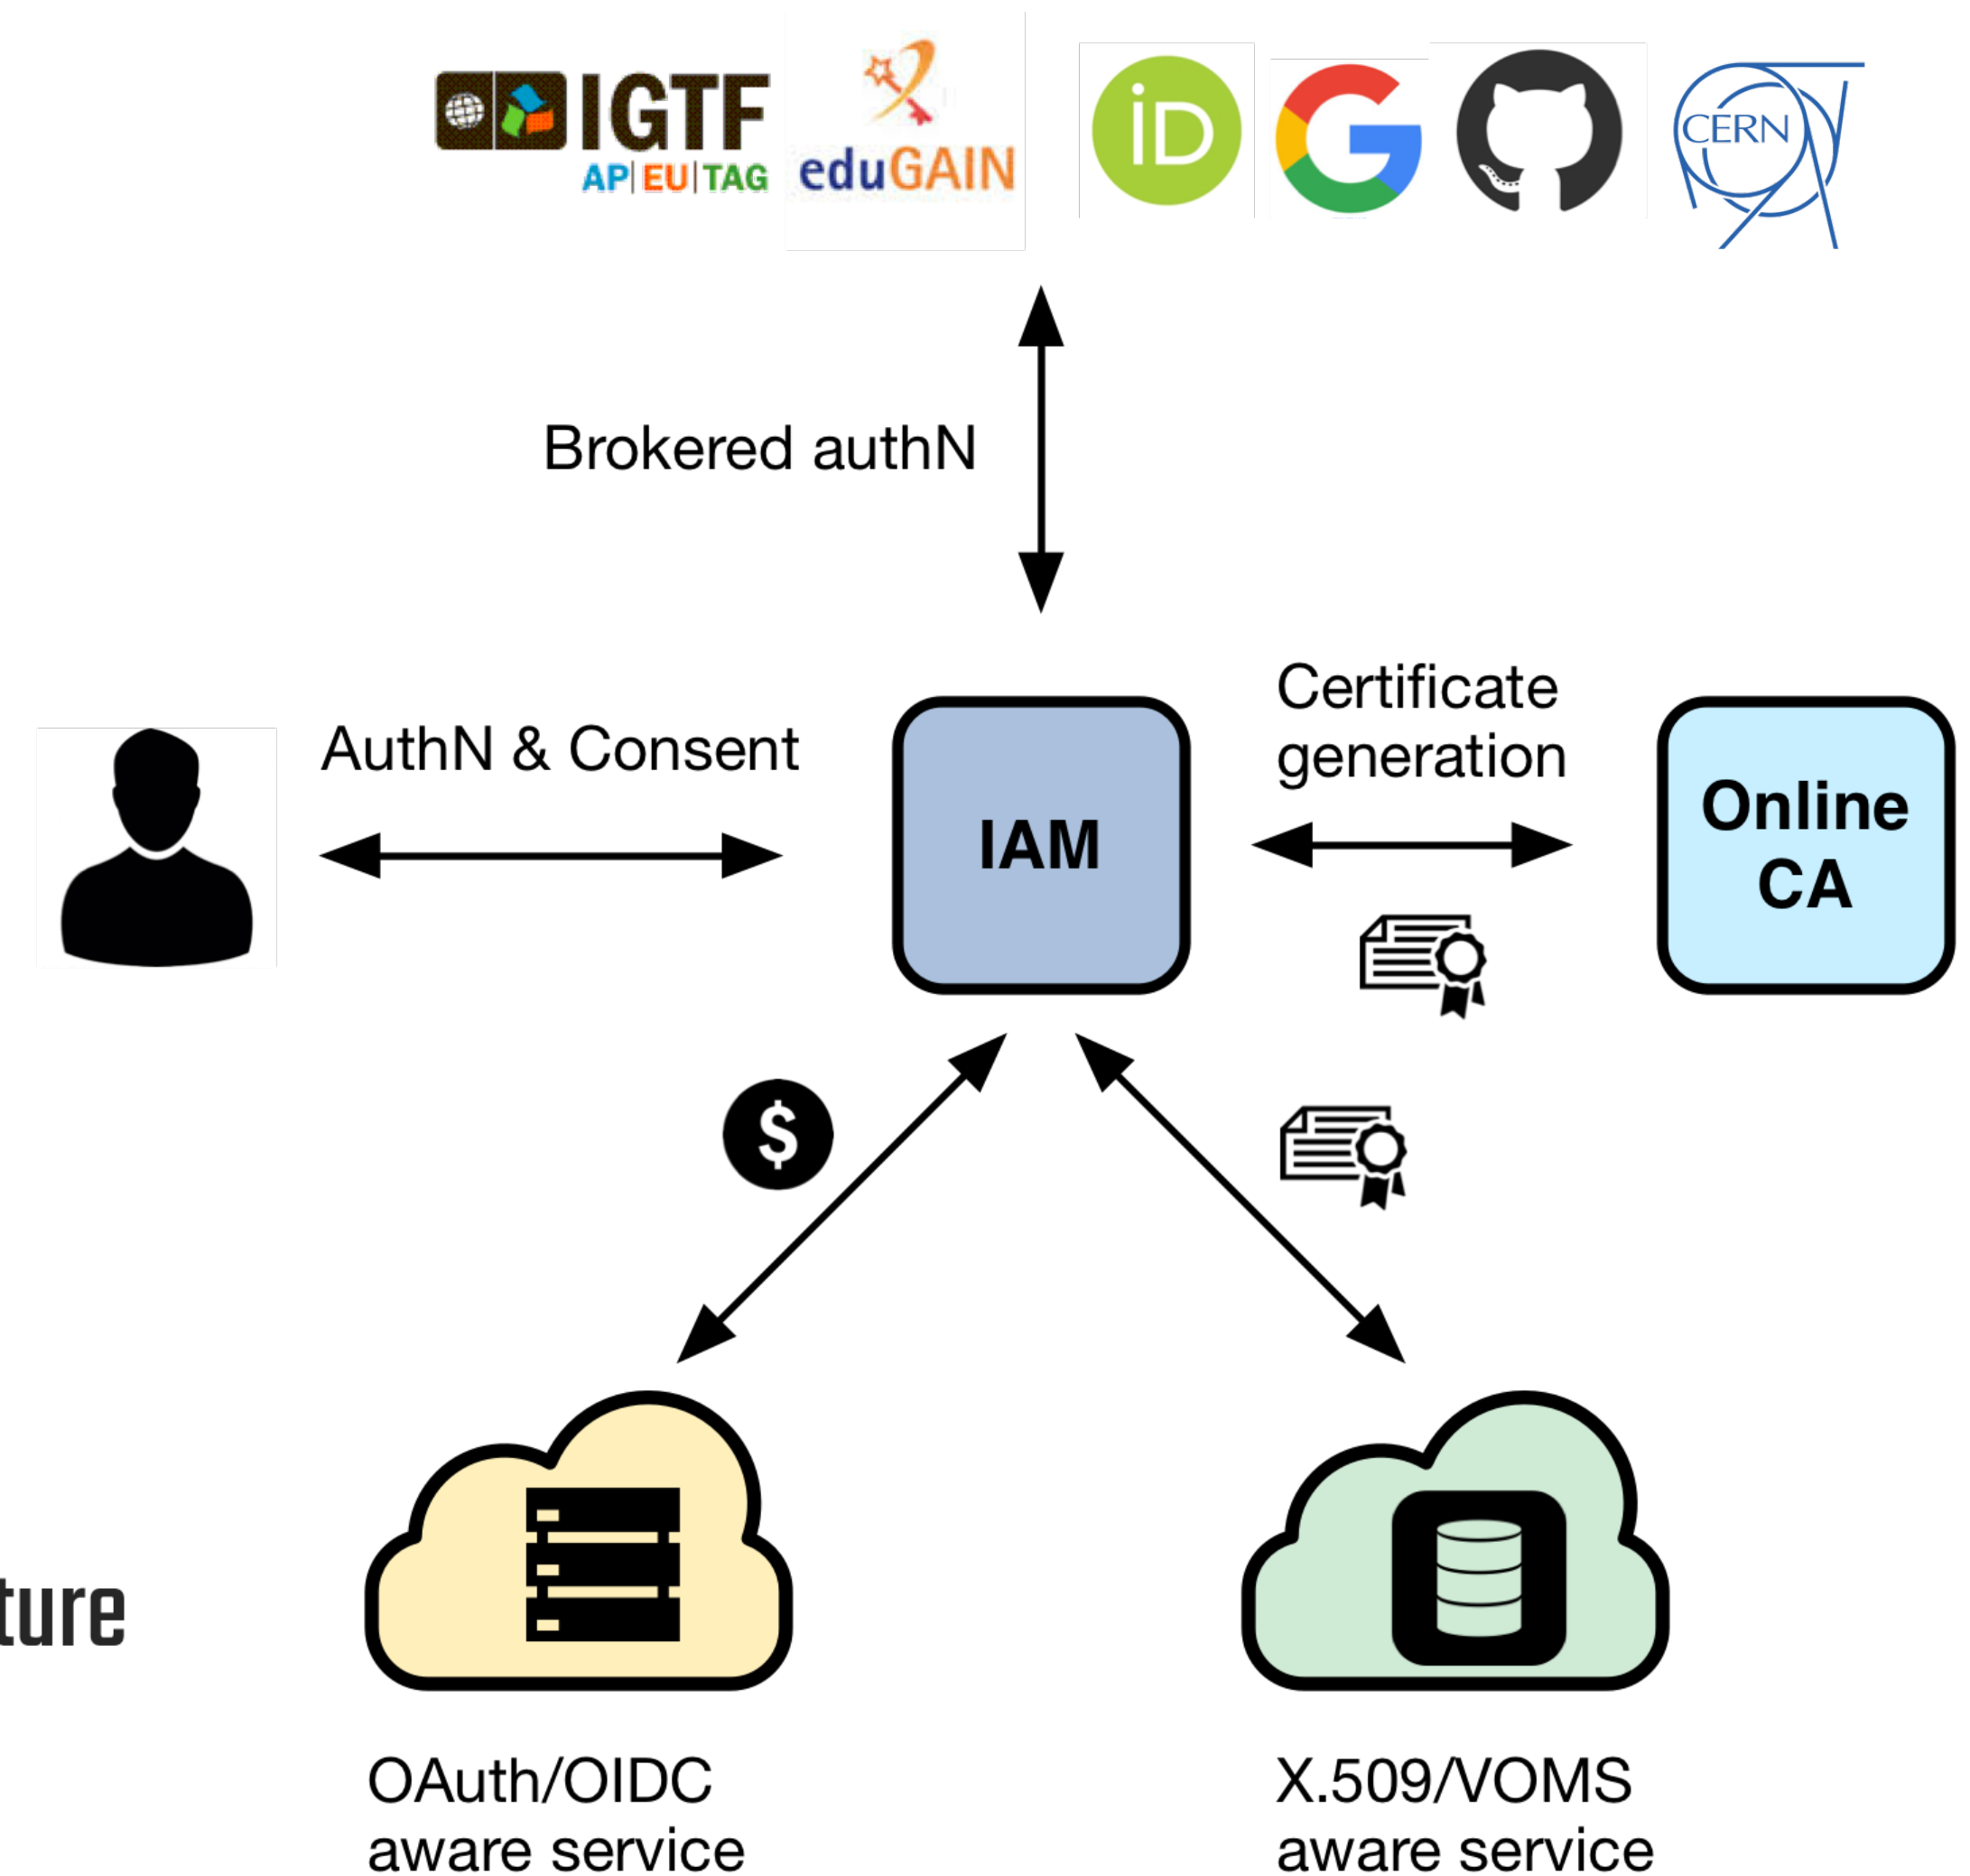 IGTF
AP|EU|TAG
eduGAIN
iD
G
CERN
Brokered authN
AuthN & Consent
IAM
Certificate
generation
Online
CA
$
ture
OAuth/OIDC
aware service
X.509/VOMS
aware service